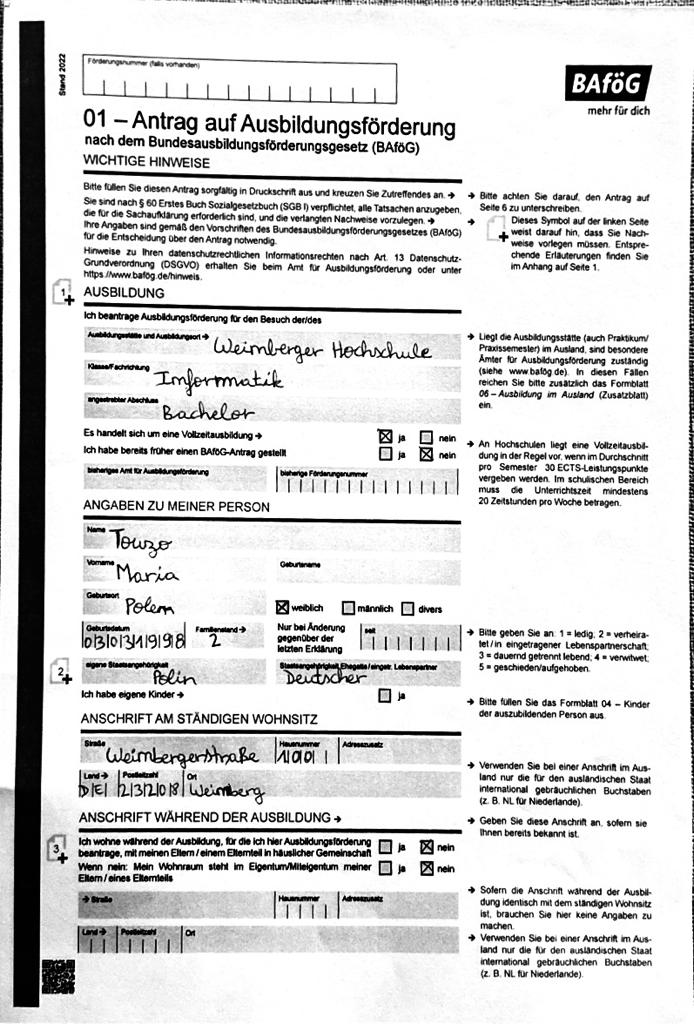 Stand 2022
Förderungsnummer (falls vorhanden)
BAföG
mehr für dich
01 – Antrag auf Ausbildungsförderung
nach dem Bundesausbildungsförderungsgesetz (BAföG)
WICHTIGE HINWEISE
Bitte füllen Sie diesen Antrag sorgfältig in Druckschrift aus und kreuzen Sie Zutreffendes an. →
Sie sind nach § 60 Erstes Buch Sozialgesetzbuch (SGB I) verpflichtet, alle Tatsachen anzugeben,
die für die Sachaufklärung erforderlich sind, und die verlangten Nachweise vorzulegen. →
Ihre Angaben sind gemäß den Vorschriften des Bundesausbildungsförderungsgesetzes (BAföG)
für die Entscheidung über den Antrag notwendig.
Hinweise zu Ihren datenschutzrechtlichen Informationsrechten nach Art. 13 Datenschutz-
Grundverordnung (DSGVO) erhalten Sie beim Amt für Ausbildungsförderung oder unter
https://www.bafög.de/hinweis.
→ Bitte achten Sie darauf, den Antrag auf
Seite 6 zu unterschreiben.
→ Dieses Symbol auf der linken Seite
weist darauf hin, dass Sie Nach-
weise vorlegen müssen. Entspre-
chende Erläuterungen finden Sie
im Anhang auf Seite 1.
1 AUSBILDUNG
Ich beantrage Ausbildungsförderung für den Besuch der/des
Ausbildungsstätte und Ausbildungsort → Weimberger Hochschule
Klasse/Fachrichtung Informatik
angestrebter Abschluss Bachelor
Es handelt sich um eine Vollzeitausbildung → ☒ ja ☐ nein
Ich habe bereits früher einen BAföG-Antrag gestellt ☐ ja ☒ nein
bisheriges Amt für Ausbildungsförderung bisherige Förderungsnummer
→ Liegt die Ausbildungsstätte (auch Praktikum/
Praxissemester) im Ausland, sind besondere
Ämter für Ausbildungsförderung zuständig
(siehe www.bafög.de). In diesen Fällen
reichen Sie bitte zusätzlich das Formblatt
06 – Ausbildung im Ausland (Zusatzblatt)
ein.
→ An Hochschulen liegt eine Vollzeitausbil-
dung in der Regel vor, wenn im Durchschnitt
pro Semester 30 ECTS-Leistungspunkte
vergeben werden. Im schulischen Bereich
muss die Unterrichtszeit mindestens
20 Zeitstunden pro Woche betragen.
ANGABEN ZU MEINER PERSON
Name Touzo
Vorname Maria Geburtsname
Geburtsort Polen ☒ weiblich ☐ männlich ☐ divers
Geburtsdatum 03031998 Familienstand → 2 Nur bei Änderung
gegenüber der
letzten Erklärung seit
2 eigene Staatsangehörigkeit Polin Staatsangehörigkeit Ehegatte/eingetr. Lebenspartner Deutscher
Ich habe eigene Kinder → ☐ ja
→ Bitte geben Sie an: 1 = ledig; 2 = verheira-
tet/in eingetragener Lebenspartnerschaft;
3 = dauernd getrennt lebend; 4 = verwitwet;
5 = geschieden/aufgehoben.
→ Bitte füllen Sie das Formblatt 04 – Kinder
der auszubildenden Person aus.
ANSCHRIFT AM STÄNDIGEN WOHNSITZ
Straße Weimbergerstraße Hausnummer 100 Adresszusatz
Land → DE Postleitzahl 23208 Ort Weimberg
→ Verwenden Sie bei einer Anschrift im Aus-
land nur die für den ausländischen Staat
international gebräuchlichen Buchstaben
(z. B. NL für Niederlande).
ANSCHRIFT WÄHREND DER AUSBILDUNG →
→ Geben Sie diese Anschrift an, sofern sie
Ihnen bereits bekannt ist.
3 Ich wohne während der Ausbildung, für die ich hier Ausbildungsförderung
beantrage, mit meinen Eltern/einem Elternteil in häuslicher Gemeinschaft ☐ ja ☒ nein
Wenn nein: Mein Wohnraum steht im Eigentum/Miteigentum meiner
Eltern/eines Elternteils ☐ ja ☒ nein
→ Straße Hausnummer Adresszusatz
Land → Postleitzahl Ort
→ Sofern die Anschrift während der Ausbil-
dung identisch mit dem ständigen Wohnsitz
ist, brauchen Sie hier keine Angaben zu
machen.
→ Verwenden Sie bei einer Anschrift im Aus-
land nur die für den ausländischen Staat
international gebräuchlichen Buchstaben
(z. B. NL für Niederlande).